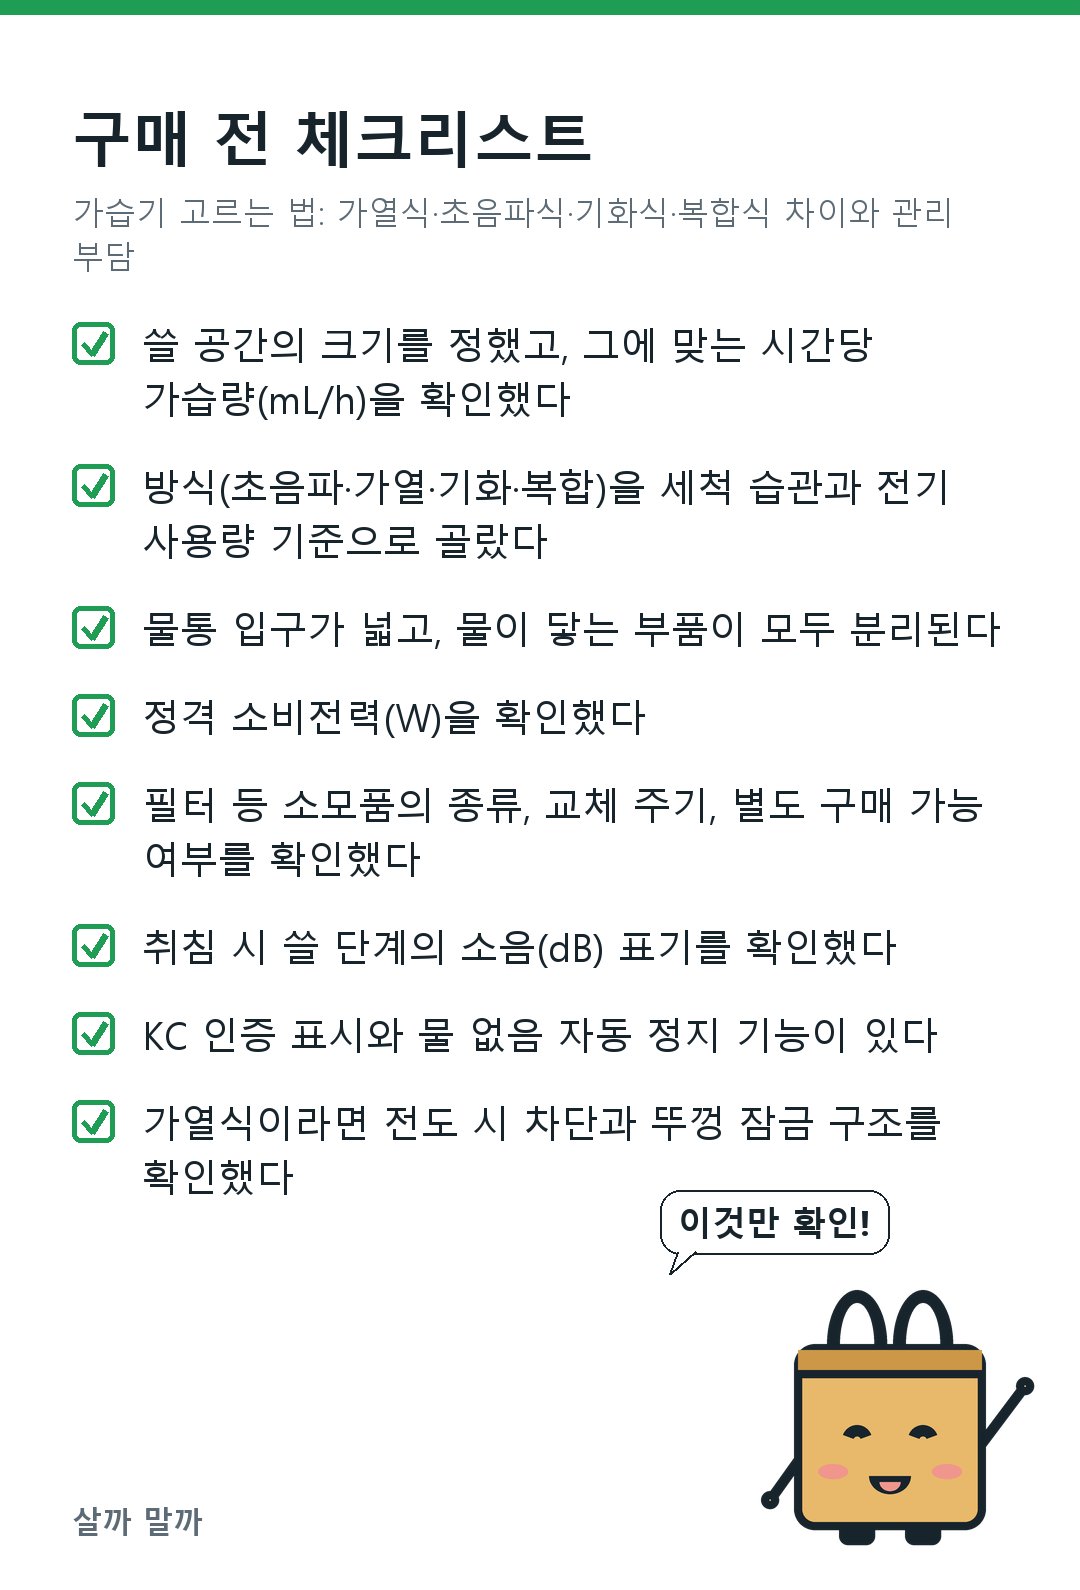 구매 전 체크리스트
가습기 고르는 법: 가열식·초음파식·기화식·복합식 차이와 관리
부담
쓸 공간의 크기를 정했고, 그에 맞는 시간당
가습량(mL/h)을 확인했다
방식(초음파·가열·기화·복합)을 세척 습관과 전기
사용량 기준으로 골랐다
물통 입구가 넓고, 물이 닿는 부품이 모두 분리된다
정격 소비전력(W)을 확인했다
필터 등 소모품의 종류, 교체 주기, 별도 구매 가능
여부를 확인했다
취침 시 쓸 단계의 소음(dB) 표기를 확인했다
KC 인증 표시와 물 없음 자동 정지 기능이 있다
가열식이라면 전도 시 차단과 뚜껑 잠금 구조를
확인했다
이것만 확인!
살까 말까